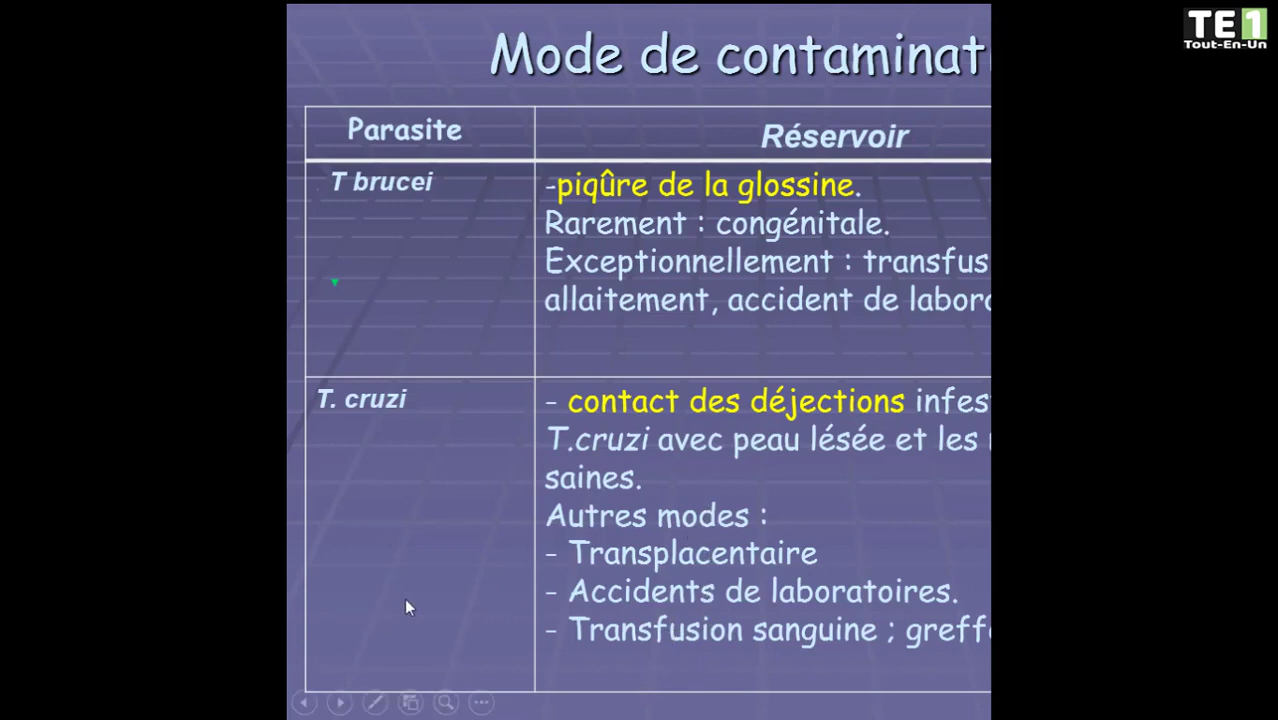 TE1
Tout-En-Un
Mode de contaminat
Parasite
Réservoir
T brucei
-piqûre de la glossine.
Rarement : congénitale.
Exceptionnellement : transfus
allaitement, accident de labor
T. cruzi
- contact des déjections infes
T.cruzi avec peau lésée et les
saines.
Autres modes :
- Transplacentaire
- Accidents de laboratoires.
- Transfusion sanguine ; greff